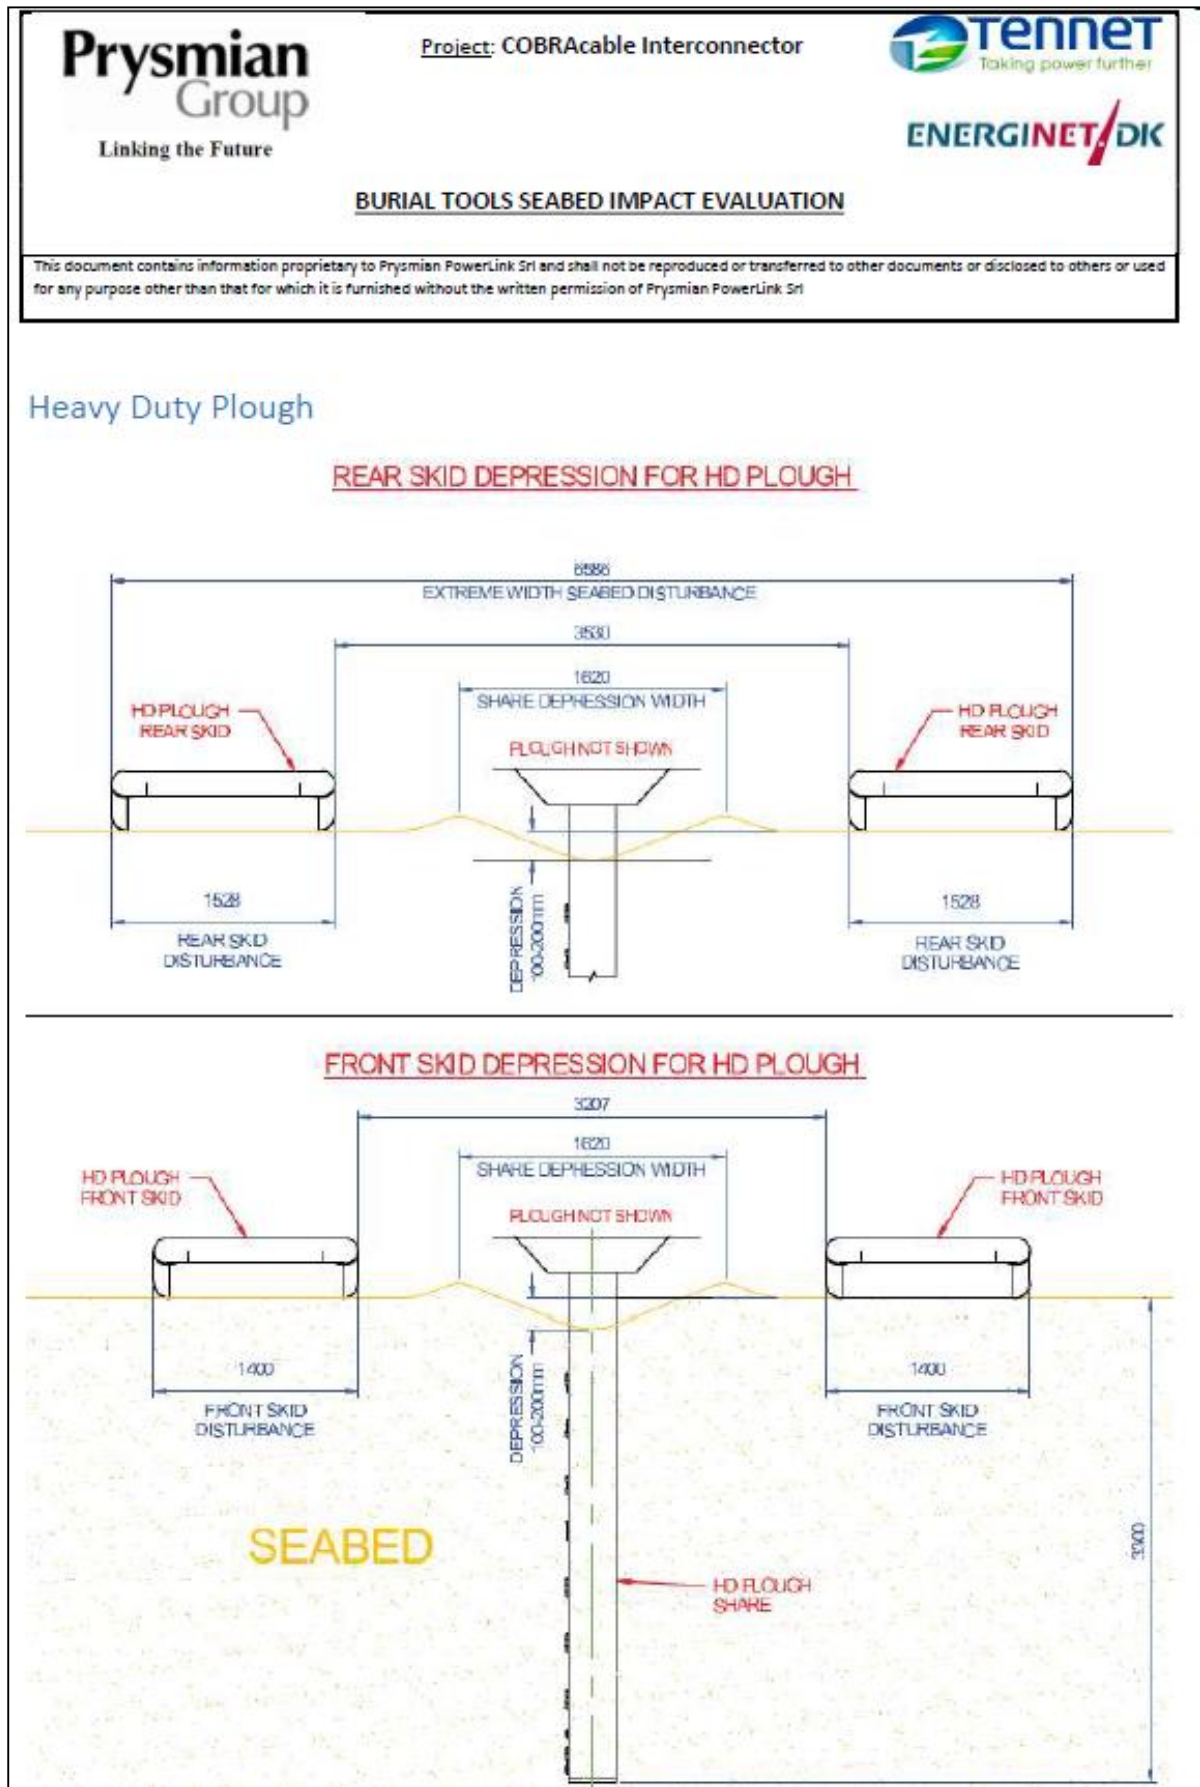 Prysmian
Group
Linking the Future
Project: COBRAcable Interconnector
TenneT
Taking power further
ENERGINET/DK
BURIAL TOOLS SEABED IMPACT EVALUATION
This document contains information proprietary to Prysmian PowerLink Srl and shall not be reproduced or transferred to other documents or disclosed to others or used
for any purpose other than that for which it is furnished without the written permission of Prysmian PowerLink Srl
Heavy Duty Plough
REAR SKID DEPRESSION FOR HD PLOUGH
6586
EXTREME WIDTH SEABED DISTURBANCE
3530
1620
SHARE DEPRESSION WIDTH
HD PLOUGH
REAR SKID
PLOUGH NOT SHOWN
HD PLOUGH
REAR SKID
1528
REAR SKID
DISTURBANCE
DEPRESSION
100-200mm
1528
REAR SKID
DISTURBANCE
FRONT SKID DEPRESSION FOR HD PLOUGH
3207
1620
SHARE DEPRESSION WIDTH
HD PLOUGH
FRONT SKID
PLOUGH NOT SHOWN
HD PLOUGH
FRONT SKID
1400
FRONT SKID
DISTURBANCE
DEPRESSION
100-200mm
1400
FRONT SKID
DISTURBANCE
SEABED
3300
HD PLOUGH
SHARE